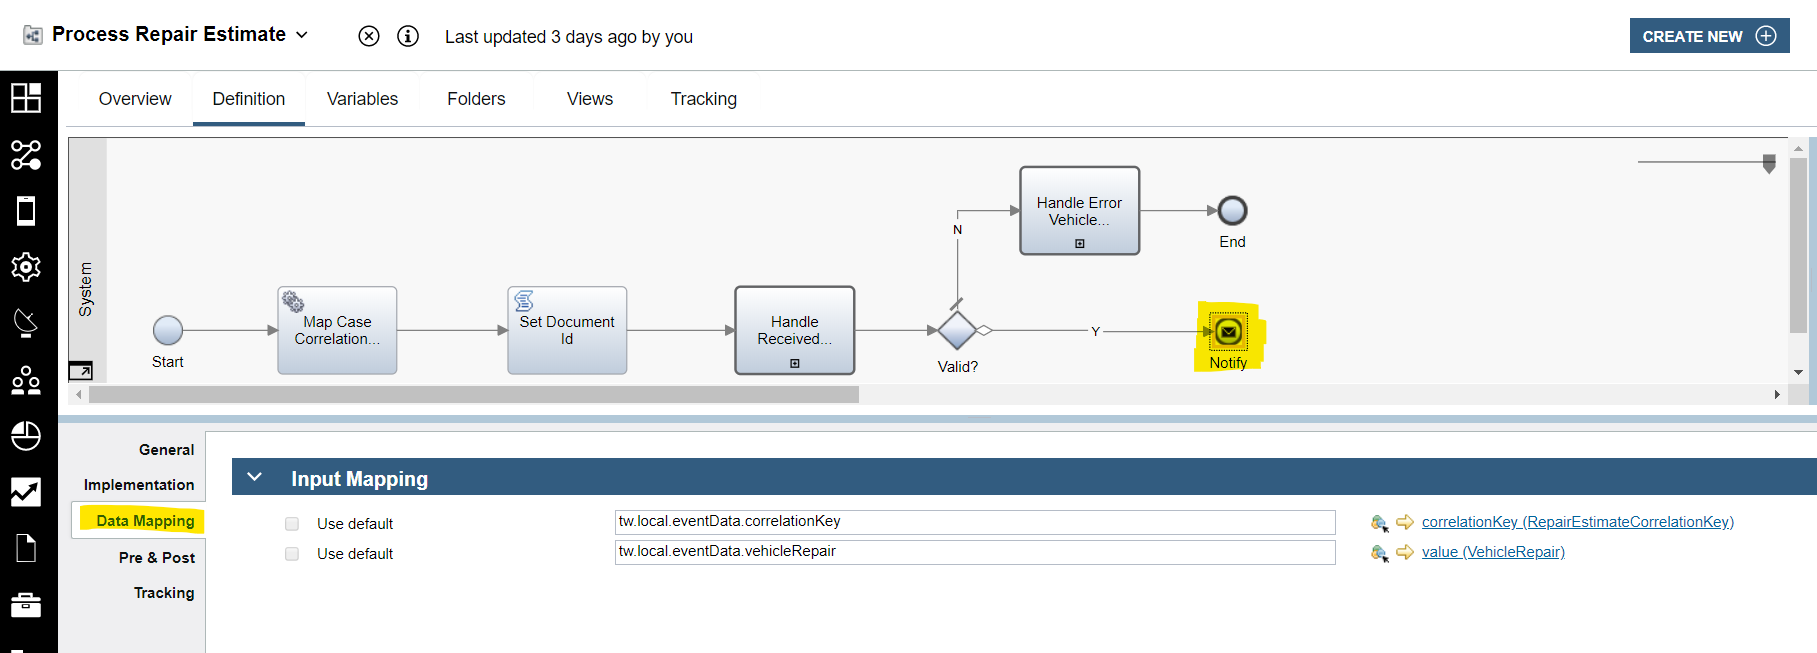 Process Repair Estimate
Last updated 3 days ago by you
CREATE NEW
Overview
Definition
Variables
Folders
Views
Tracking
System
Start
Map Case
Correlation...
Set Document
Id
Handle
Received...
Valid?
N
Handle Error
Vehicle...
End
Y
Notify
General
Implementation
Data Mapping
Pre & Post
Tracking
Input Mapping
Use default
tw.local.eventData.correlationKey
correlationKey (RepairEstimateCorrelationKey)
Use default
tw.local.eventData.vehicleRepair
value (VehicleRepair)